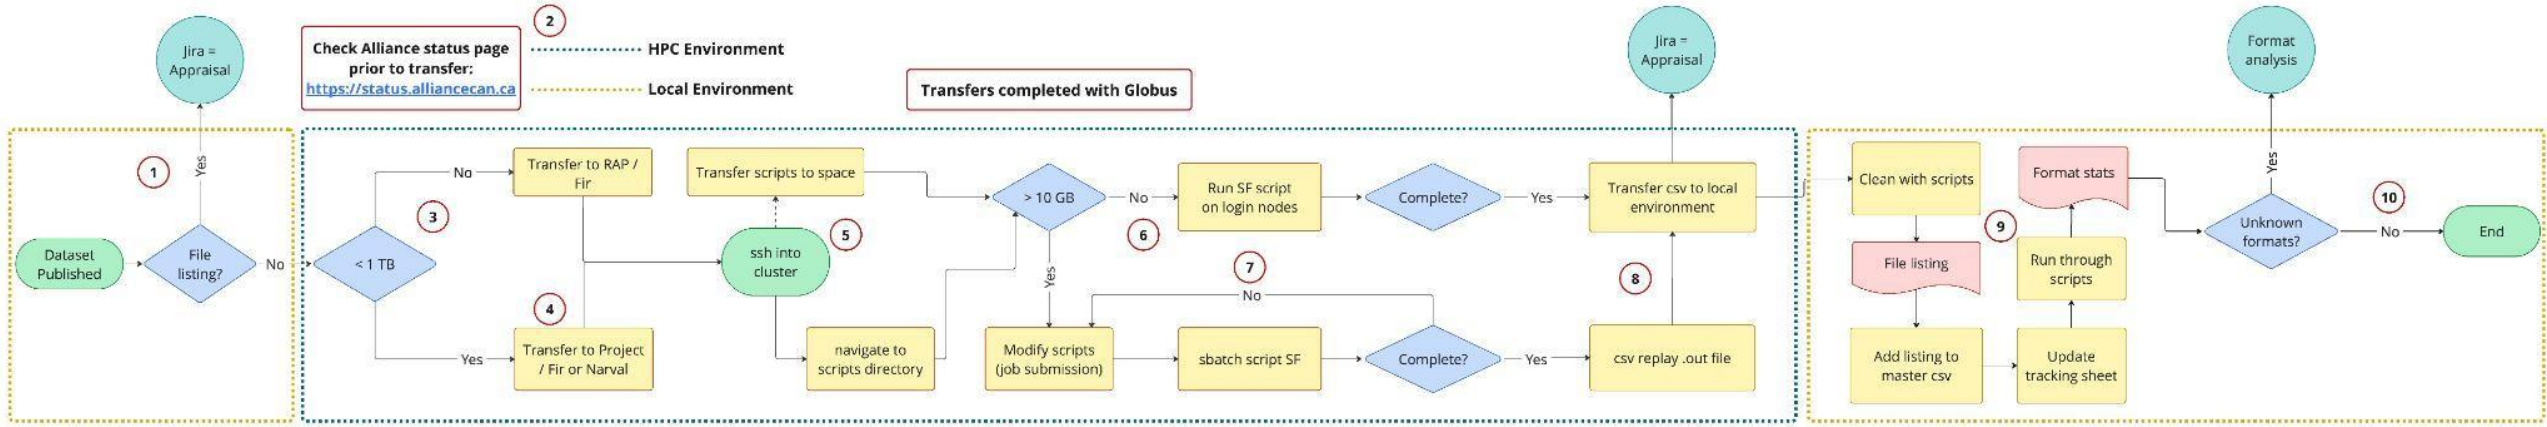 Jira =
Appraisal
Check Alliance status page
prior to transfer:
https://status.alliancecan.ca
2
HPC Environment
Local Environment
Transfers completed with Globus
Jira =
Appraisal
Format
analysis
1
Yes
Dataset
Published
File
listing?
No
< 1 TB
3
No
Transfer to RAP /
Fir
4
Yes
Transfer to Project
/ Fir or Narval
Transfer scripts to space
ssh into
cluster
5
navigate to
scripts directory
> 10 GB
No
6
Yes
Run SF script
on login nodes
Complete?
Yes
Transfer csv to local
environment
7
No
Modify scripts
(job submission)
sbatch script SF
Complete?
Yes
8
csv replay .out file
Clean with scripts
File listing
Add listing to
master csv
9
Format stats
Run through
scripts
Update
tracking sheet
Yes
Unknown
formats?
10
No
End